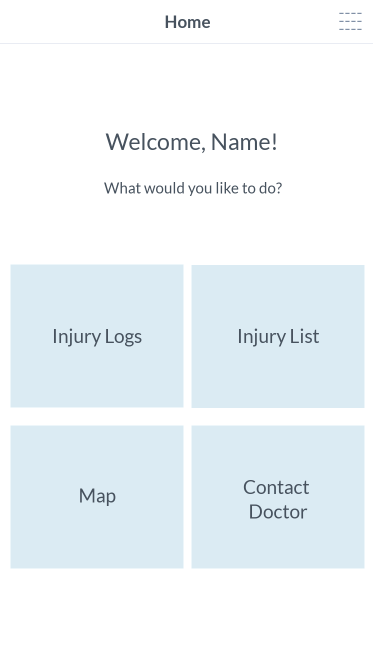 Home
Welcome, Name!
What would you like to do?
Injury Logs
Injury List
Map
Contact
Doctor